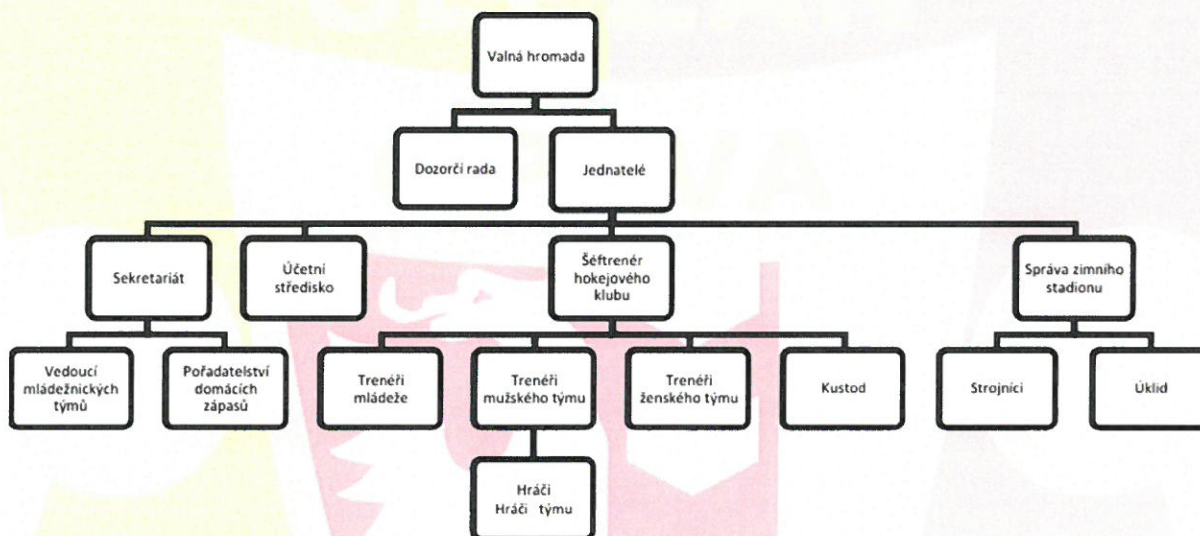 Valná hromada
Dozorčí rada
Jednatelé
Sekretariát
Účetní
středisko
Šéftrenér
hokejového
klubu
Správa zimního
stadionu
Vedoucí
mládežnických
týmů
Pořadatelství
domácích
zápasů
Trenéři
mládeže
Trenéři
mužského týmu
Trenéři
ženského týmu
Kustod
Strojníci
Úklid
Hráči
Hráči týmu